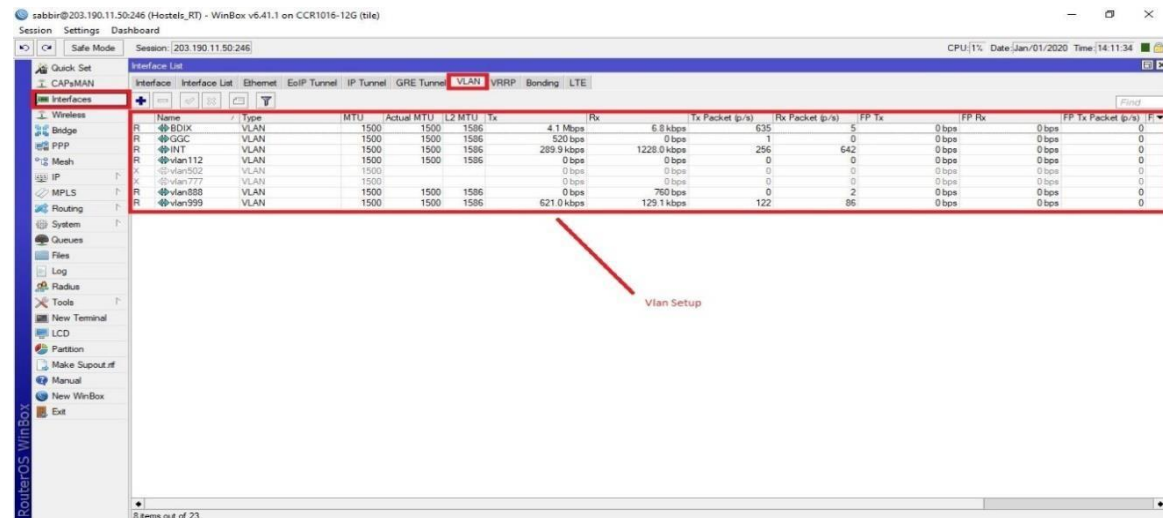 sabbir@203.190.11.50:246 (Hostels_RT) - WinBox v6.41.1 on CCR1016-12G (tile)
Session Settings Dashboard
Safe Mode Session: 203.190.11.50:246 CPU: 1% Date: Jan/01/2020 Time: 14:11:34
Quick Set
CAPsMAN
Interfaces
Wireless
Bridge
PPP
Mesh
IP
MPLS
Routing
System
Queues
Files
Log
Radius
Tools
New Terminal
LCD
Partition
Make Supout.rif
Manual
New WinBox
Exit
RouterOS WinBox
Interface List
Interface Interface List Ethernet EoIP Tunnel IP Tunnel GRE Tunnel VLAN VRRP Bonding LTE
Find
Name / Type MTU Actual MTU L2 MTU Tx Rx Tx Packet (p/s) Rx Packet (p/s) FP Tx FP Rx FP Tx Packet (p/s) F
R BDIX VLAN 1500 1500 1586 4.1 Mbps 6.8 kbps 635 5 0 bps 0 bps 0
R GGC VLAN 1500 1500 1586 520 bps 0 bps 1 0 0 bps 0 bps 0
R INT VLAN 1500 1500 1586 289.9 kbps 1228.0 kbps 256 642 0 bps 0 bps 0
R vlan112 VLAN 1500 1500 1586 0 bps 0 bps 0 0 0 bps 0 bps 0
X vlan502 VLAN 1500 0 bps 0 bps 0 0 0 bps 0 bps 0
X vlan777 VLAN 1500 0 bps 0 bps 0 0 0 bps 0 bps 0
R vlan888 VLAN 1500 1500 1586 0 bps 760 bps 0 2 0 bps 0 bps 0
R vlan999 VLAN 1500 1500 1586 621.0 kbps 129.1 kbps 122 86 0 bps 0 bps 0
Vlan Setup
8 items out of 23